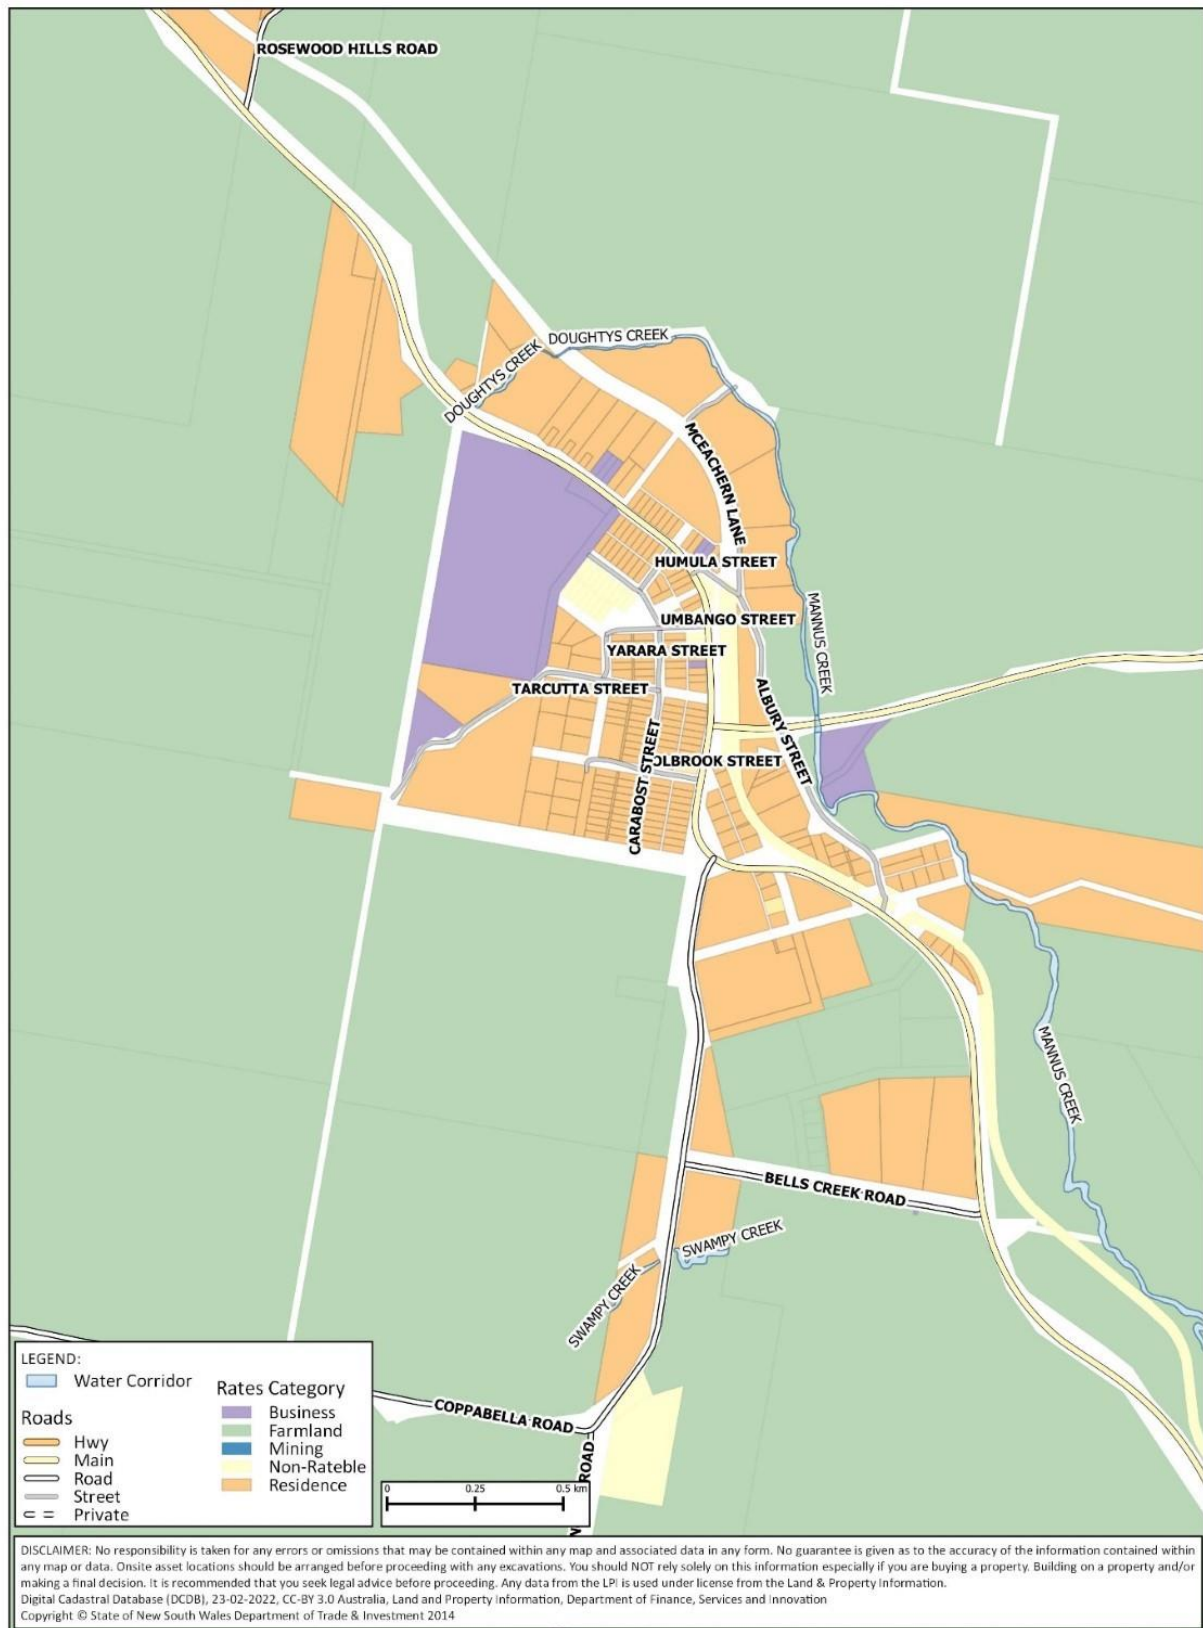 ROSEWOOD HILLS ROAD
DOUGHTYS CREEK
DOUGHTYS CREEK
MCEACHERN LANE
HUMULA STREET
MANNUS CREEK
UMBANGO STREET
YARARA STREET
TARCUTTA STREET
ALBURY STREET
CARABOST STREET
OLBROOK STREET
MANNUS CREEK
BELLS CREEK ROAD
SWAMPY CREEK
SWAMPY CREEK
COPPABELLA ROAD
ROAD
LEGEND:
Water Corridor
Roads
Hwy
Main
Road
Street
Private
Rates Category
Business
Farmland
Mining
Non-Rateble
Residence
0 0.25 0.5 km
DISCLAIMER: No responsibility is taken for any errors or omissions that may be contained within any map and associated data in any form. No guarantee is given as to the accuracy of the information contained within
any map or data. Onsite asset locations should be arranged before proceeding with any excavations. You should NOT rely solely on this information especially if you are buying a property. Building on a property and/or
making a final decision. It is recommended that you seek legal advice before proceeding. Any data from the LPI is used under license from the Land & Property Information.
Digital Cadastral Database (DCDB), 23-02-2022, CC-BY 3.0 Australia, Land and Property Information, Department of Finance, Services and Innovation
Copyright © State of New South Wales Department of Trade & Investment 2014